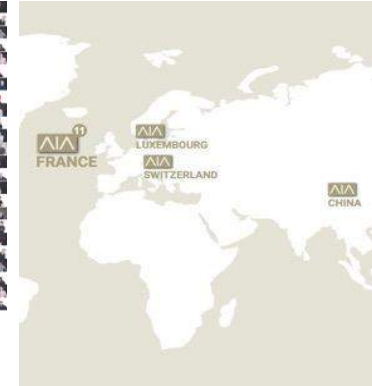 AIA 11
FRANCE
AIA
LUXEMBOURG
AIA
SWITZERLAND
AIA
CHINA